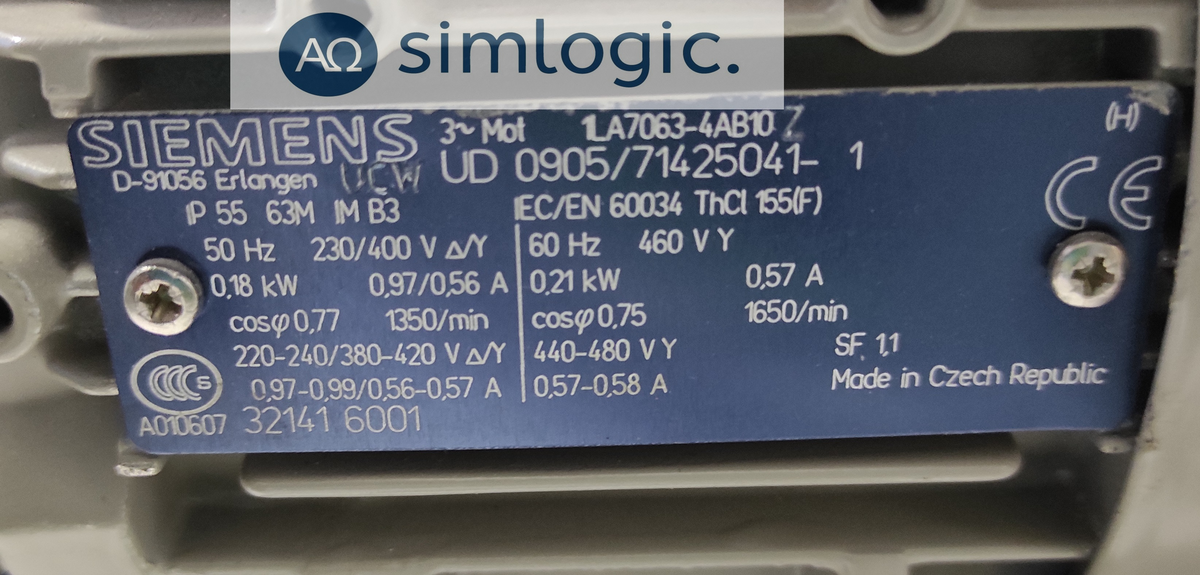 AΩ simlogic.
SIEMENS 3~ Mot 1LA7063-4AB10 Z (H)
D-91056 Erlangen UCW UD 0905/71425041- 1
IP 55 63M IM B3 IEC/EN 60034 ThCl 155(F) CE
50 Hz 230/400 V Δ/Y 60 Hz 460 V Y
0,18 kW 0,97/0,56 A 0,21 kW 0,57 A
cosφ 0,77 1350/min cosφ 0,75 1650/min
220-240/380-420 V Δ/Y 440-480 V Y SF 1,1
CCC S 0,97-0,99/0,56-0,57 A 0,57-0,58 A Made in Czech Republic
A010607 32141 6001